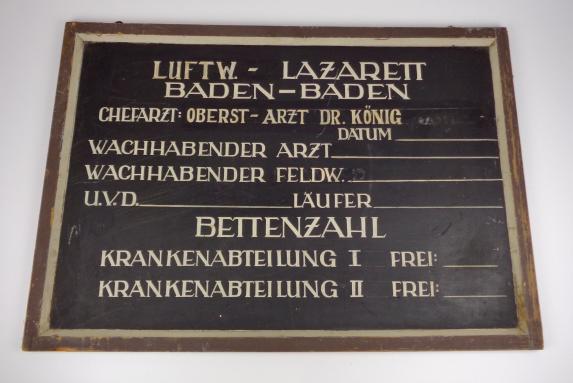 LUFTW. - LAZARETT
BADEN-BADEN
CHEFARZT: OBERST-ARZT DR. KÖNIG
DATUM
WACHHABENDER ARZT
WACHHABENDER FELDW.
U.V.D. LÄUFER
BETTENZAHL
KRANKENABTEILUNG I FREI:
KRANKENABTEILUNG II FREI: